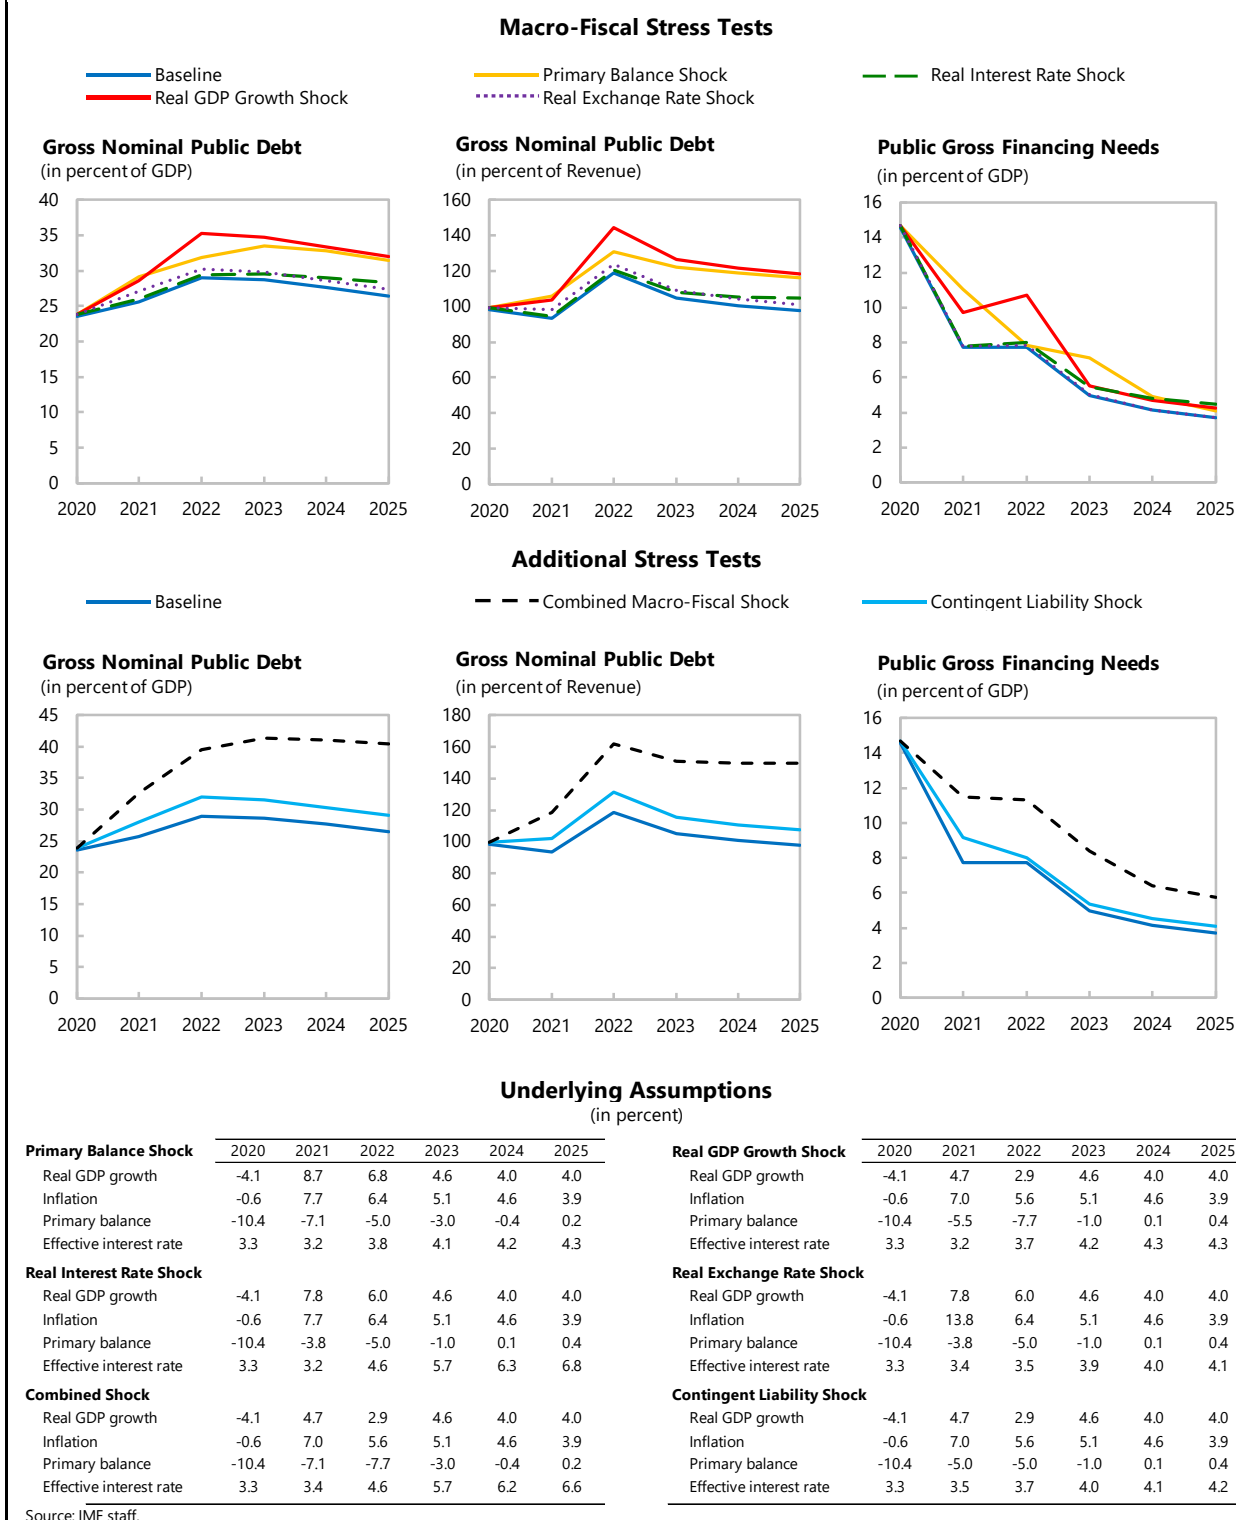 Macro-Fiscal Stress Tests
Baseline
Primary Balance Shock
Real Interest Rate Shock
Real GDP Growth Shock
Real Exchange Rate Shock
Gross Nominal Public Debt
(in percent of GDP)
40
35
30
25
20
15
10
5
0
2020 2021 2022 2023 2024 2025
Gross Nominal Public Debt
(in percent of Revenue)
160
140
120
100
80
60
40
20
0
2020 2021 2022 2023 2024 2025
Public Gross Financing Needs
(in percent of GDP)
16
14
12
10
8
6
4
2
0
2020 2021 2022 2023 2024 2025
Additional Stress Tests
Baseline
Combined Macro-Fiscal Shock
Contingent Liability Shock
Gross Nominal Public Debt
(in percent of GDP)
45
40
35
30
25
20
15
10
5
0
2020 2021 2022 2023 2024 2025
Gross Nominal Public Debt
(in percent of Revenue)
180
160
140
120
100
80
60
40
20
0
2020 2021 2022 2023 2024 2025
Public Gross Financing Needs
(in percent of GDP)
16
14
12
10
8
6
4
2
0
2020 2021 2022 2023 2024 2025
Underlying Assumptions
(in percent)
Primary Balance Shock 2020 2021 2022 2023 2024 2025
Real GDP growth -4.1 8.7 6.8 4.6 4.0 4.0
Inflation -0.6 7.7 6.4 5.1 4.6 3.9
Primary balance -10.4 -7.1 -5.0 -3.0 -0.4 0.2
Effective interest rate 3.3 3.2 3.8 4.1 4.2 4.3
Real Interest Rate Shock
Real GDP growth -4.1 7.8 6.0 4.6 4.0 4.0
Inflation -0.6 7.7 6.4 5.1 4.6 3.9
Primary balance -10.4 -3.8 -5.0 -1.0 0.1 0.4
Effective interest rate 3.3 3.2 4.6 5.7 6.3 6.8
Combined Shock
Real GDP growth -4.1 4.7 2.9 4.6 4.0 4.0
Inflation -0.6 7.0 5.6 5.1 4.6 3.9
Primary balance -10.4 -7.1 -7.7 -3.0 -0.4 0.2
Effective interest rate 3.3 3.4 4.6 5.7 6.2 6.6
Real GDP Growth Shock 2020 2021 2022 2023 2024 2025
Real GDP growth -4.1 4.7 2.9 4.6 4.0 4.0
Inflation -0.6 7.0 5.6 5.1 4.6 3.9
Primary balance -10.4 -5.5 -7.7 -1.0 0.1 0.4
Effective interest rate 3.3 3.2 3.7 4.2 4.3 4.3
Real Exchange Rate Shock
Real GDP growth -4.1 7.8 6.0 4.6 4.0 4.0
Inflation -0.6 13.8 6.4 5.1 4.6 3.9
Primary balance -10.4 -3.8 -5.0 -1.0 0.1 0.4
Effective interest rate 3.3 3.4 3.5 3.9 4.0 4.1
Contingent Liability Shock
Real GDP growth -4.1 4.7 2.9 4.6 4.0 4.0
Inflation -0.6 7.0 5.6 5.1 4.6 3.9
Primary balance -10.4 -5.0 -5.0 -1.0 0.1 0.4
Effective interest rate 3.3 3.5 3.7 4.0 4.1 4.2
Source: IMF staff.